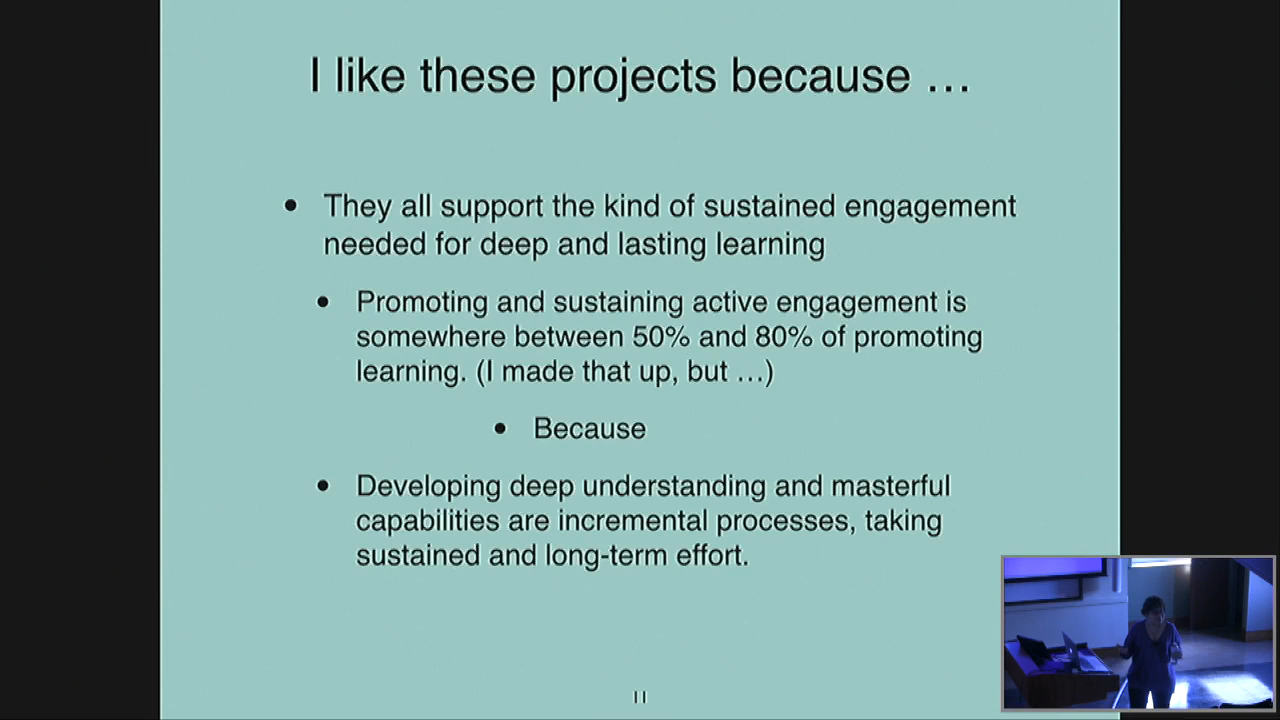 I like these projects because …
• They all support the kind of sustained engagement
needed for deep and lasting learning
• Promoting and sustaining active engagement is
somewhere between 50% and 80% of promoting
learning. (I made that up, but …)
• Because
• Developing deep understanding and masterful
capabilities are incremental processes, taking
sustained and long-term effort.
11